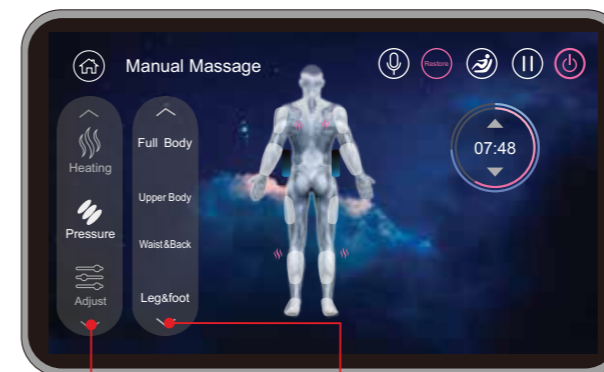 Manual Massage
Restore
07:48
Heating
Pressure
Adjust
Full Body
Upper Body
Waist&Back
Leg&foot